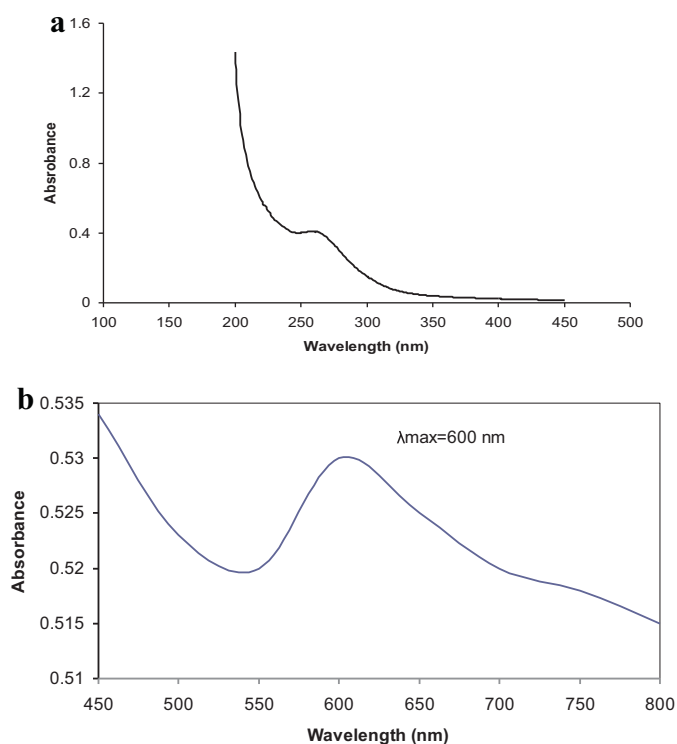 a
1.6
1.2
0.8
0.4
0
Absrobance
100 150 200 250 300 350 400 450 500
Wavelength (nm)
b
0.535
0.53
0.525
0.52
0.515
0.51
Absorbance
λmax=600 nm
450 500 550 600 650 700 750 800
Wavelength (nm)